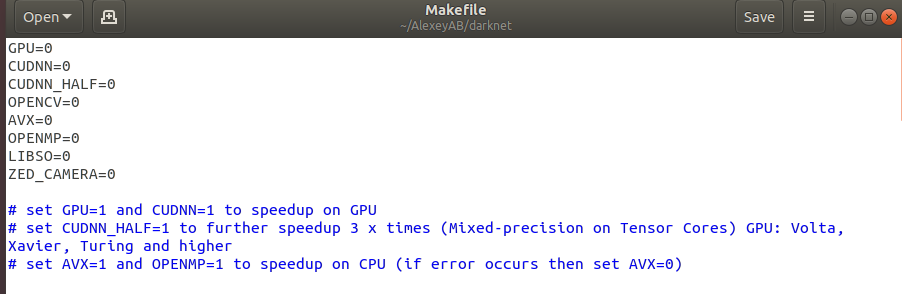 Open
Makefile
~/AlexeyAB/darknet
Save
GPU=0
CUDNN=0
CUDNN_HALF=0
OPENCV=0
AVX=0
OPENMP=0
LIBSO=0
ZED_CAMERA=0
# set GPU=1 and CUDNN=1 to speedup on GPU
# set CUDNN_HALF=1 to further speedup 3 x times (Mixed-precision on Tensor Cores) GPU: Volta,
Xavier, Turing and higher
# set AVX=1 and OPENMP=1 to speedup on CPU (if error occurs then set AVX=0)